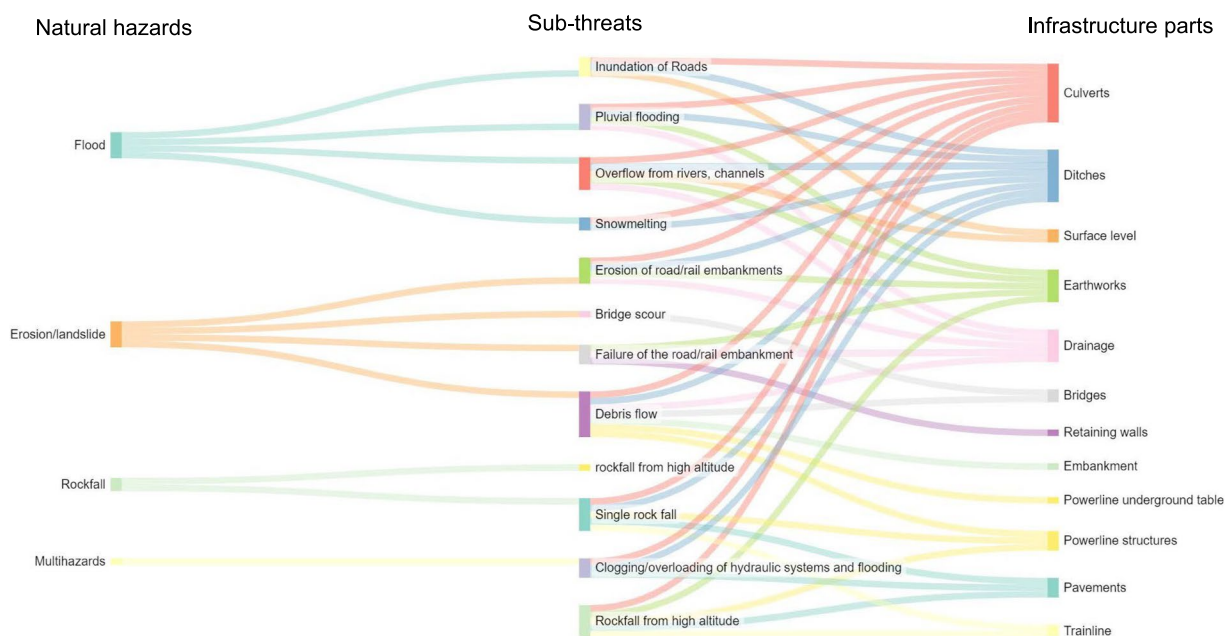 Natural hazards
Sub-threats
Infrastructure parts
Flood
Erosion/landslide
Rockfall
Multihazards
Inundation of Roads
Pluvial flooding
Overflow from rivers, channels
Snowmelting
Erosion of road/rail embankments
Bridge scour
Failure of the road/rail embankment
Debris flow
rockfall from high altitude
Single rock fall
Clogging/overloading of hydraulic systems and flooding
Rockfall from high altitude
Culverts
Ditches
Surface level
Earthworks
Drainage
Bridges
Retaining walls
Embankment
Powerline underground table
Powerline structures
Pavements
Trainline